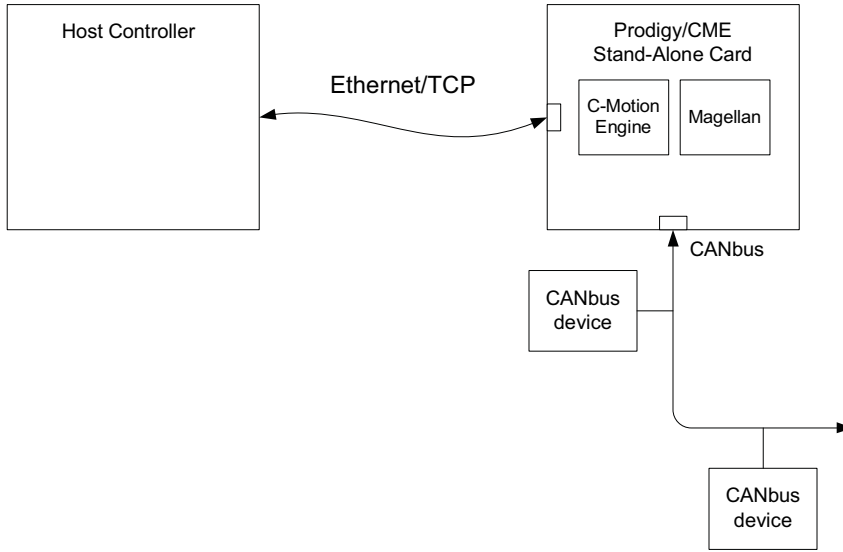 Host Controller
Prodigy/CME
Stand-Alone Card
Ethernet/TCP
C-Motion
Engine
Magellan
CANbus
CANbus
device
CANbus
device